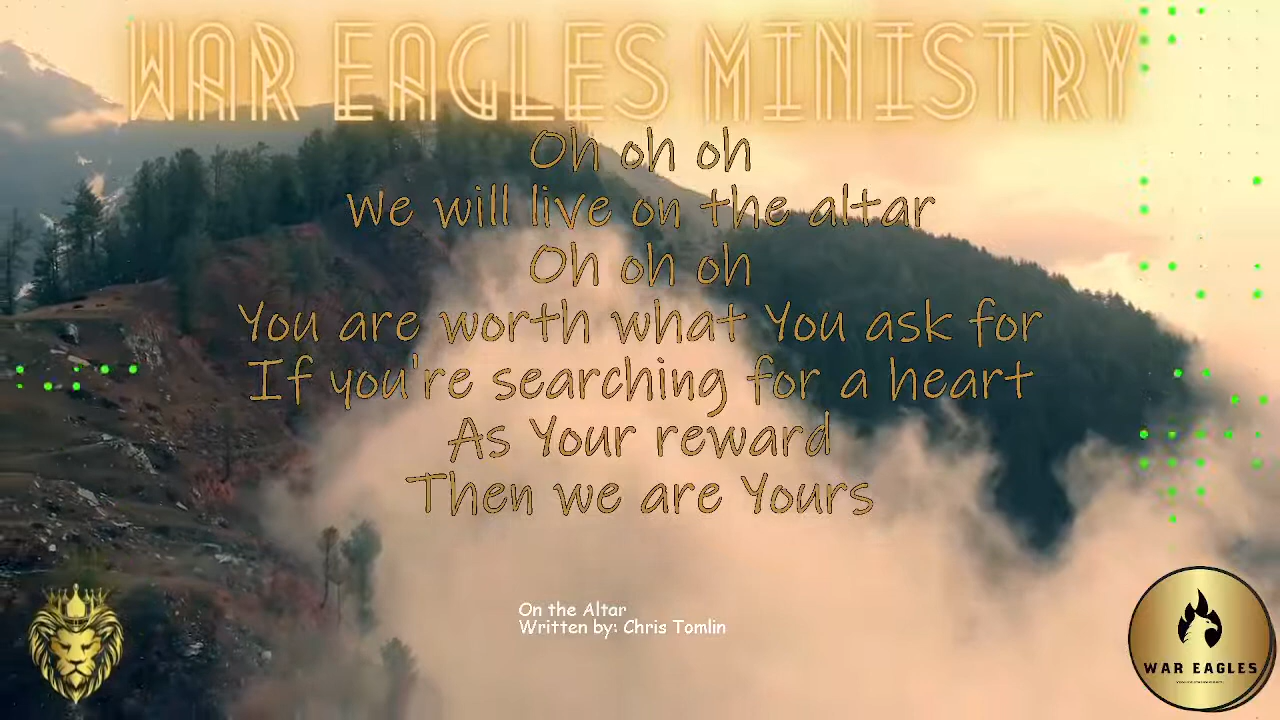 WAR EAGLES MINISTRY
Oh oh oh
We will live on the altar
Oh oh oh
You are worth what You ask for
If you're searching for a heart
As Your reward
Then we are Yours
On the Altar
Written by: Chris Tomlin
WAR EAGLES